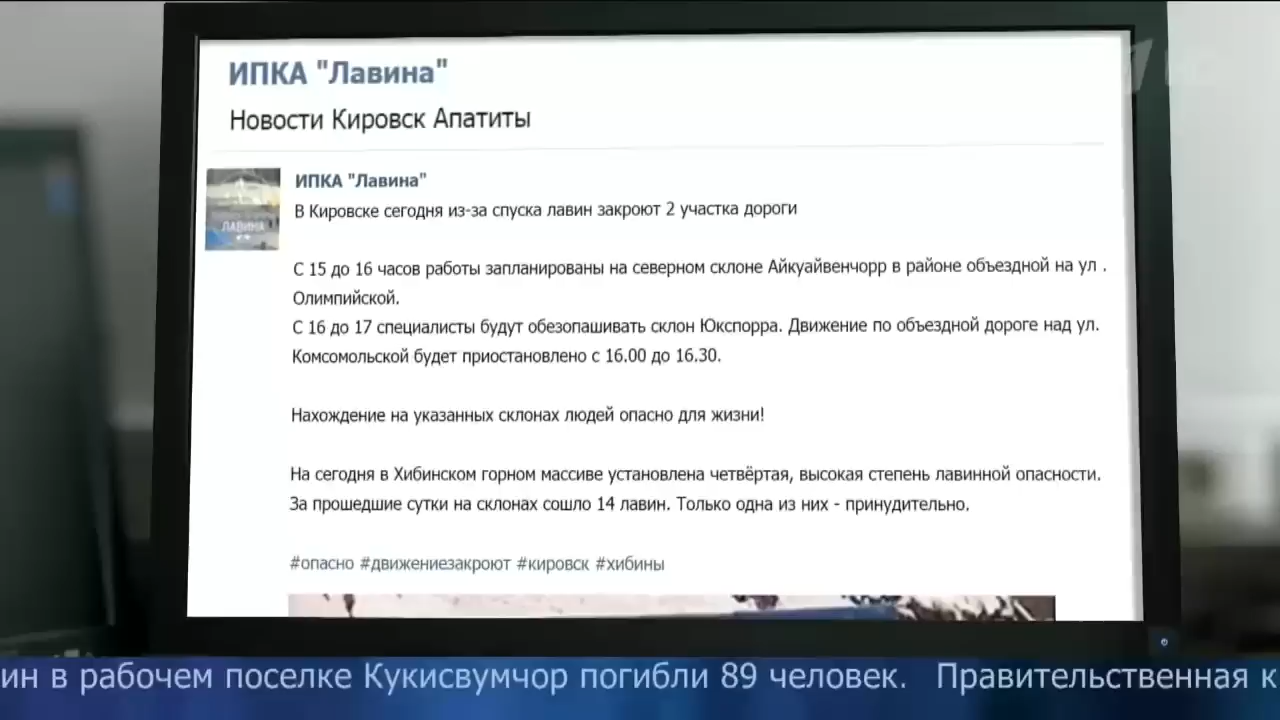 ИПКА "Лавина"
Новости Кировск Апатиты
ИПКА "Лавина"
ЛАВИНА
В Кировске сегодня из-за спуска лавин закроют 2 участка дороги
С 15 до 16 часов работы запланированы на северном склоне Айкуайвенчорр в районе объездной на ул .
Олимпийской.
С 16 до 17 специалисты будут обезопашивать склон Юкспорра. Движение по объездной дороге над ул.
Комсомольской будет приостановлено с 16.00 до 16.30.
Нахождение на указанных склонах людей опасно для жизни!
На сегодня в Хибинском горном массиве установлена четвёртая, высокая степень лавинной опасности.
За прошедшие сутки на склонах сошло 14 лавин. Только одна из них - принудительно.
#опасно #движениезакроют #кировск #хибины
ин в рабочем поселке Кукисвумчор погибли 89 человек. Правительственная к